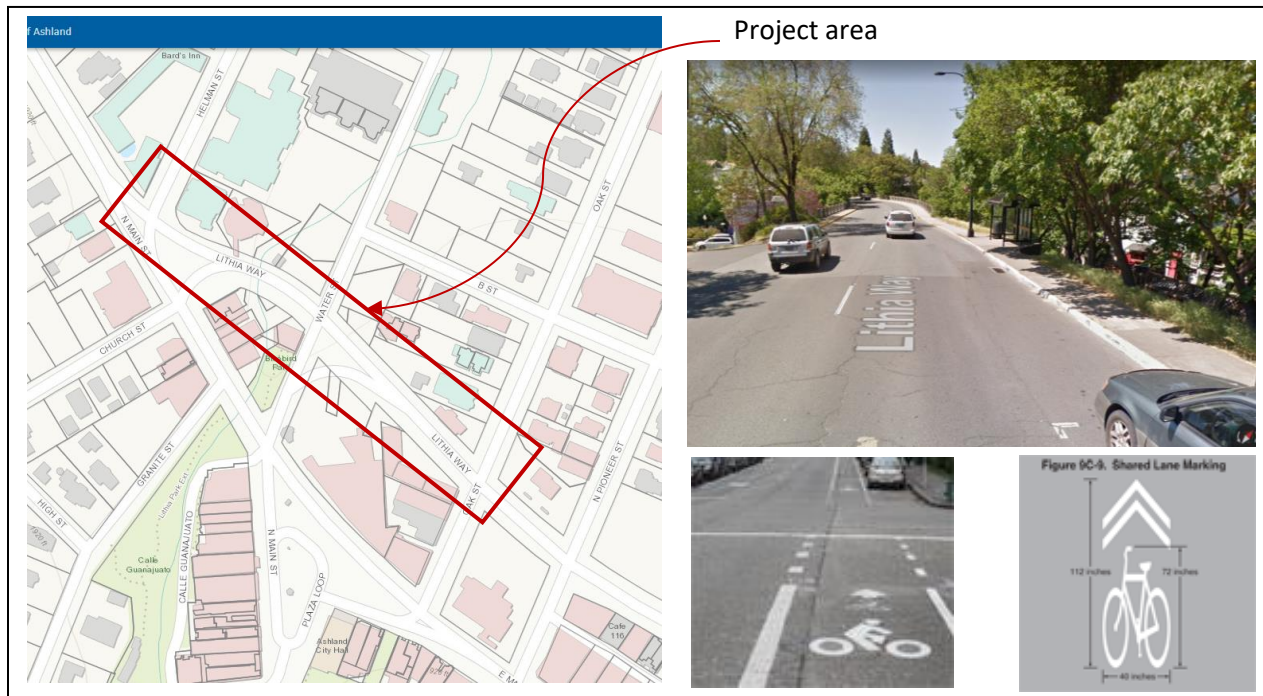 f Ashland
Project area
Bard's Inn
HELMAN ST
N MAIN ST
LITHIA WAY
WATER S
B ST
OAK ST
CHURCH ST
GRANITE ST
HIGH ST
Lithia Park Ext
Calle
Guanajuato
CALLE GUANAJUATO
N MAIN ST
PLAZA LOOP
LITHIA WAY
OAK ST
N PIONEER ST
Ashland
City Hall
Cafe
116
E M
Lithia Way
Figure 9C-9. Shared Lane Marking
112 inches
72 inches
40 inches